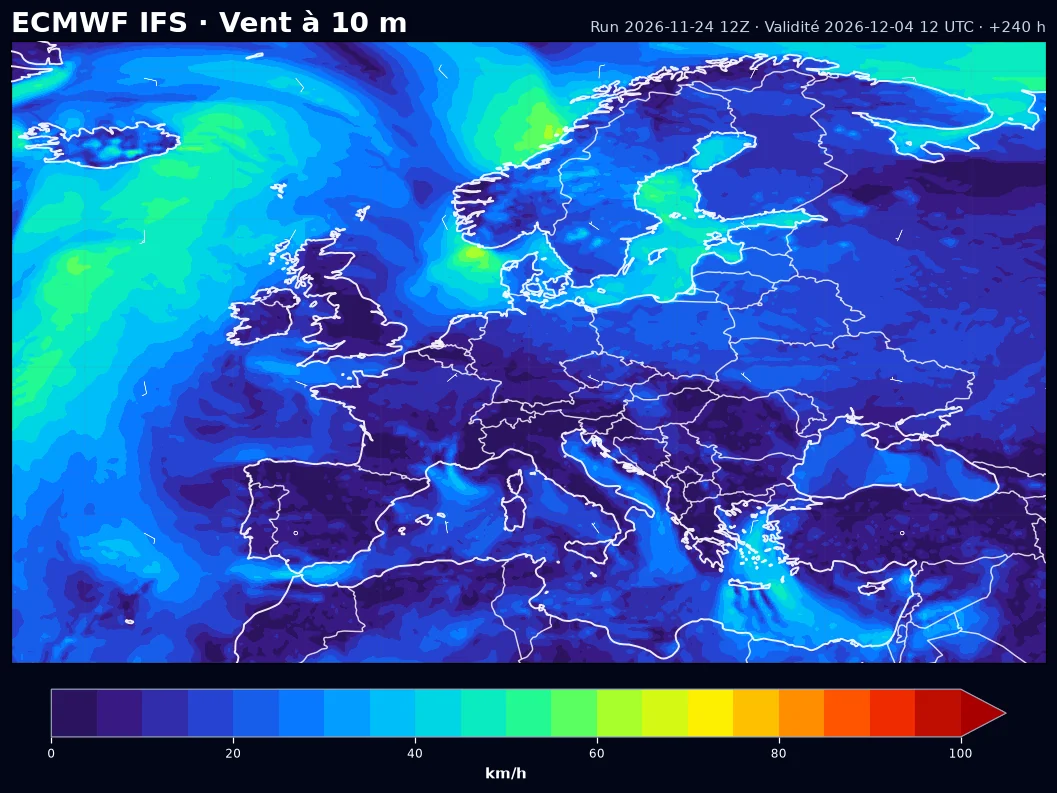 ECMWF IFS · Vent à 10 m
Run 2026-11-24 12Z · Validité 2026-12-04 12 UTC · +240 h
0 20 40 60 80 100
km/h